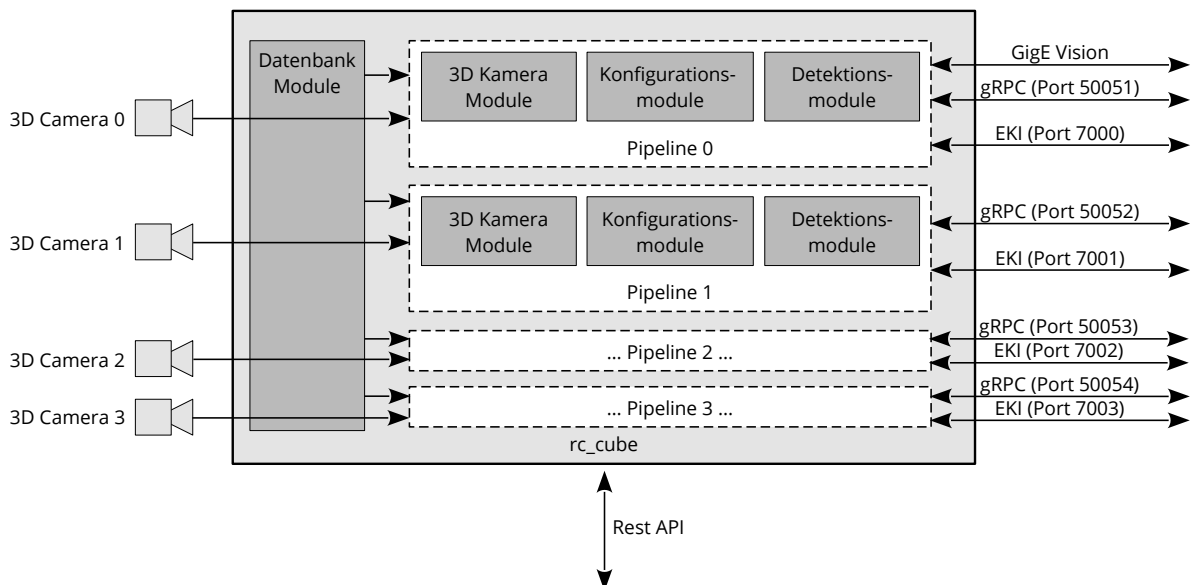 Datenbank
Module
3D Kamera
Module
Konfigurations-
module
Detektions-
module
Pipeline 0
GigE Vision
gRPC (Port 50051)
EKI (Port 7000)
3D Camera 0
3D Kamera
Module
Konfigurations-
module
Detektions-
module
Pipeline 1
gRPC (Port 50052)
EKI (Port 7001)
3D Camera 1
... Pipeline 2 ...
gRPC (Port 50053)
EKI (Port 7002)
3D Camera 2
... Pipeline 3 ...
gRPC (Port 50054)
EKI (Port 7003)
3D Camera 3
rc_cube
Rest API